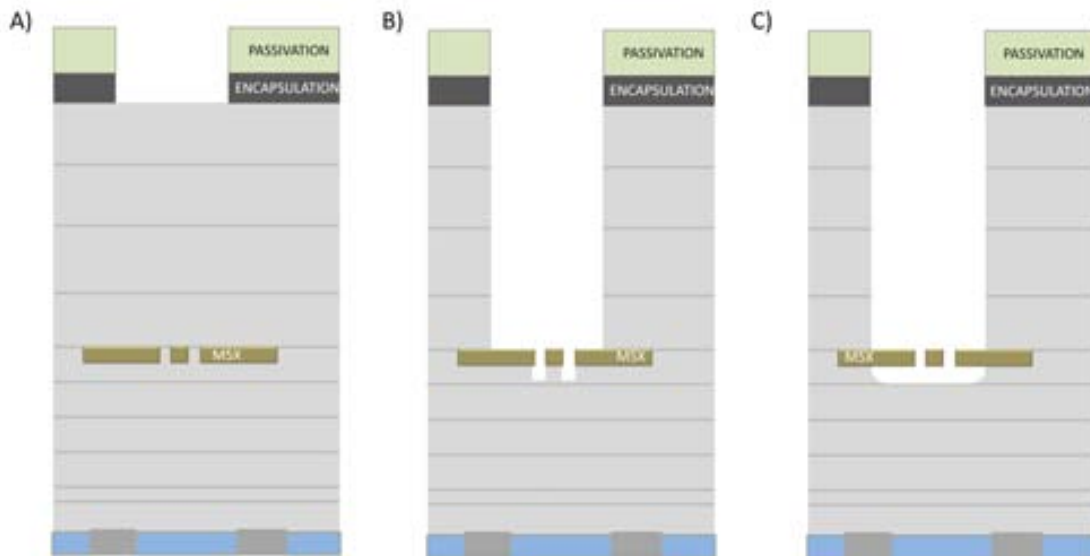 A)
PASSIVATION
ENCAPSULATION
MSX
B)
PASSIVATION
ENCAPSULATION
MSX
C)
PASSIVATION
ENCAPSULATION
MSX